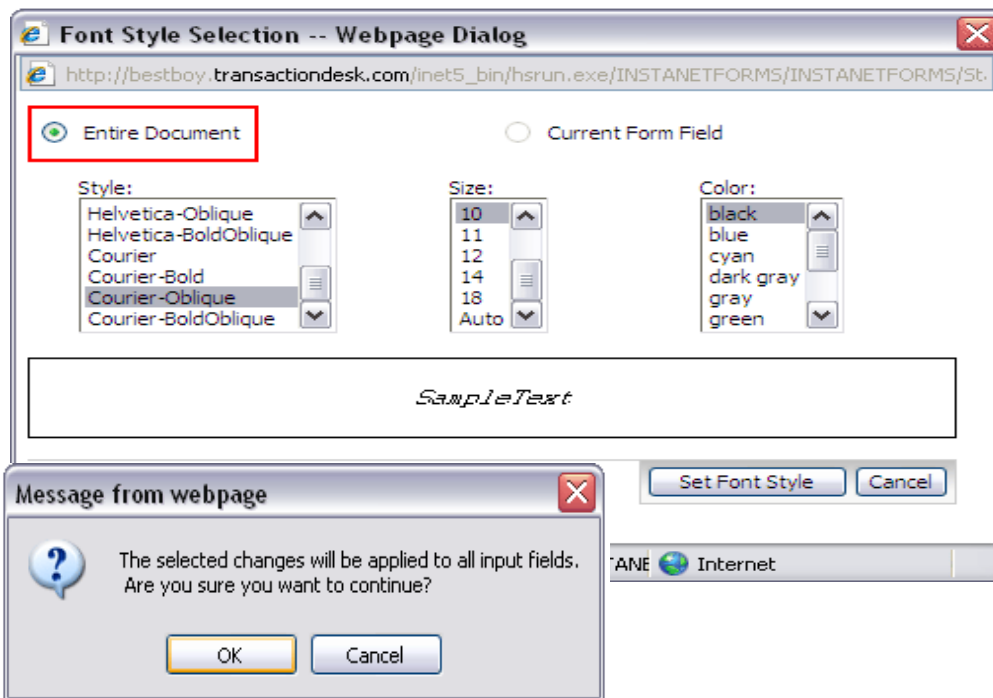 Font Style Selection -- Webpage Dialog
http://bestboy.transactiondesk.com/inet5_bin/hsrun.exe/INSTANETFORMS/INSTANETFORMS/St
Entire Document Current Form Field
Style: Size: Color:
Helvetica-Oblique 10 black
Helvetica-BoldOblique 11 blue
Courier 12 cyan
Courier-Bold 14 dark gray
Courier-Oblique 18 gray
Courier-BoldOblique Auto green
SampleText
Set Font Style Cancel
Message from webpage
The selected changes will be applied to all input fields.
Are you sure you want to continue?
OK Cancel
TANE Internet